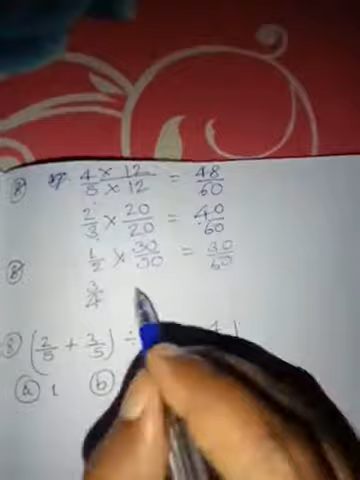 8) 4 × 12 / 5 × 12 = 48/60
2/3 × 20/20 = 40/60
8) 1/2 × 30/30 = 30/60
3/4
(2/5 + 3/5) ÷
(a) 1 (b)